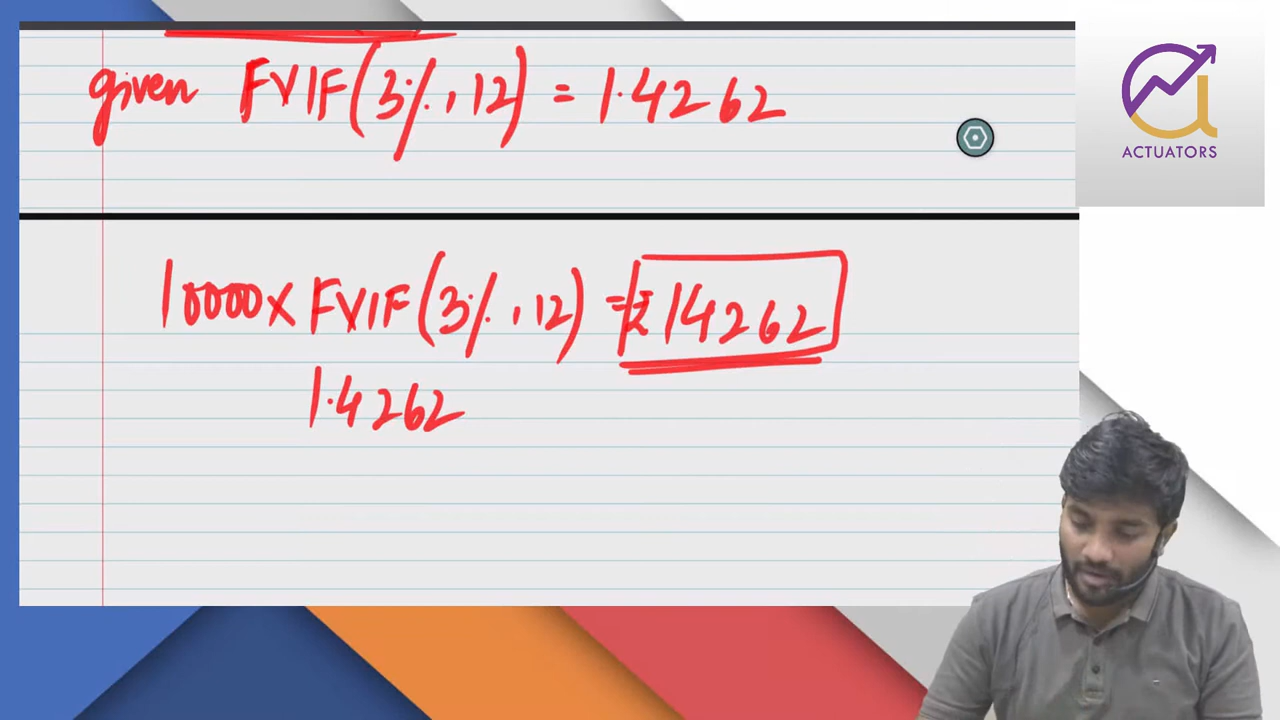 given FVIF(3%, 12) = 1.4262
ACTUATORS
10000 x FVIF(3%, 12) = ₹ 14262
1.4262